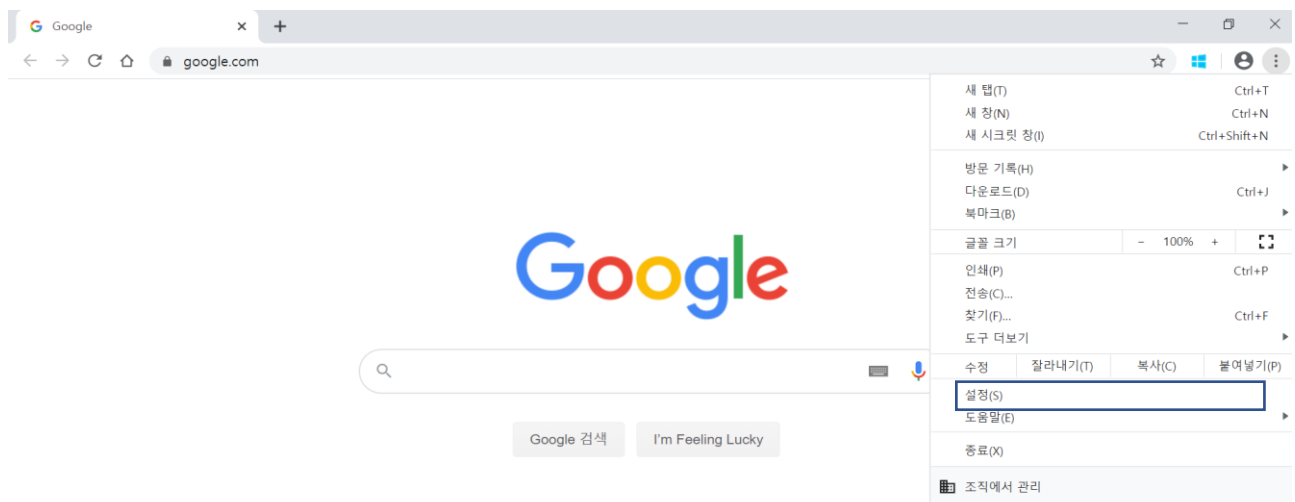 Google
google.com
새 탭(T) Ctrl+T
새 창(N) Ctrl+N
새 시크릿 창(I) Ctrl+Shift+N
방문 기록(H)
다운로드(D) Ctrl+J
북마크(B)
글꼴 크기 - 100% +
인쇄(P) Ctrl+P
전송(C)...
찾기(F)... Ctrl+F
도구 더보기
수정 잘라내기(T) 복사(C) 붙여넣기(P)
설정(S)
도움말(E)
종료(X)
조직에서 관리
Google
Google 검색 I'm Feeling Lucky